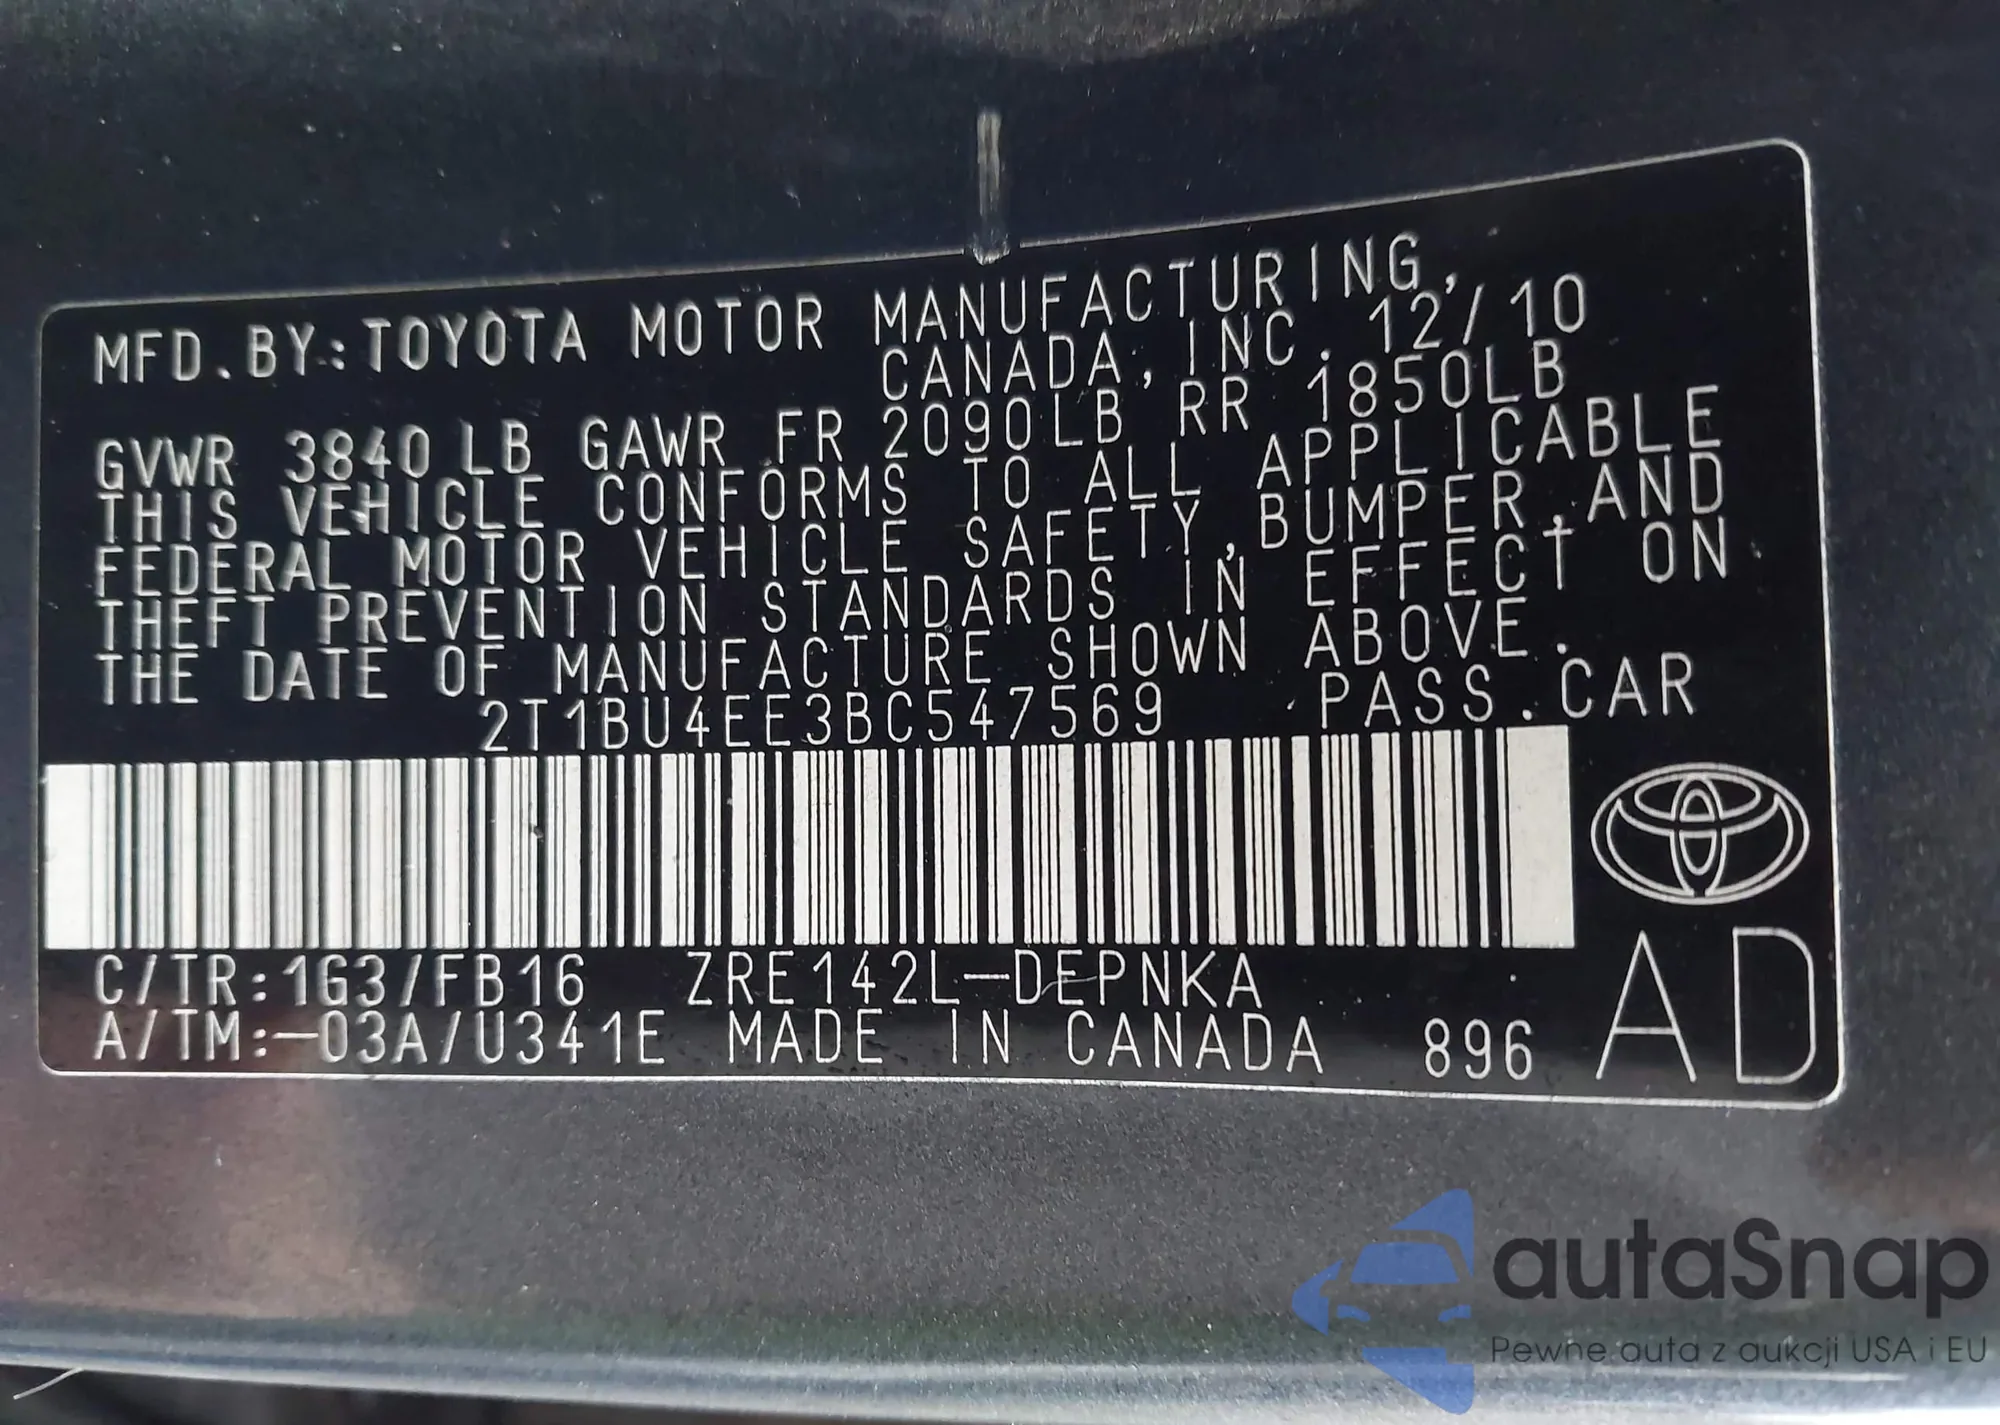 MFD.BY:TOYOTA MOTOR MANUFACTURING,
CANADA, INC. 12/10
GVWR 3840 LB GAWR FR 2090LB RR 1850LB
THIS VEHICLE CONFORMS TO ALL APPLICABLE
FEDERAL MOTOR VEHICLE SAFETY, BUMPER, AND
THEFT PREVENTION STANDARDS IN EFFECT ON
THE DATE OF MANUFACTURE SHOWN ABOVE.
2T1BU4EE3BC547569 PASS.CAR
C/TR:1G3/FB16 ZRE142L-DEPNKA
A/TM:-03A/U341E MADE IN CANADA 896 AD
autaSnap
Pewne auta z aukcji USA i EU